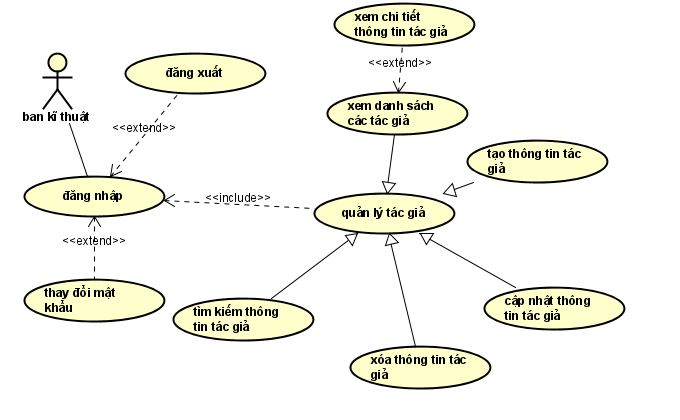 xem chi tiết
thông tin tác giả
<<extend>>
đăng xuất
ban kĩ thuật
<<extend>>
xem danh sách
các tác giả
tạo thông tin tác
giả
đăng nhập
<<include>>
quản lý tác giả
<<extend>>
thay đổi mật
khẩu
tìm kiếm thông
tin tác giả
cập nhật thông
tin tác giả
xóa thông tin tác
giả